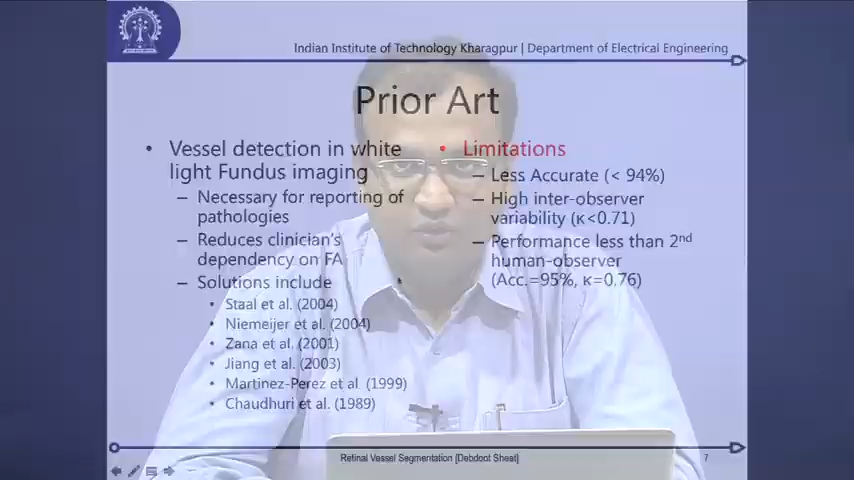 Indian Institute of Technology Kharagpur | Department of Electrical Engineering
Prior Art
• Vessel detection in white
light Fundus imaging
– Necessary for reporting of
pathologies
– Reduces clinician's
dependency on FA
– Solutions include
• Staal et al. (2004)
• Niemeijer et al. (2004)
• Zana et al. (2001)
• Jiang et al. (2003)
• Martinez-Perez et al. (1999)
• Chaudhuri et al. (1989)
• Limitations
– Less Accurate (< 94%)
– High inter-observer
variability (κ<0.71)
– Performance less than 2nd
human-observer
(Acc.=95%, κ=0.76)
Retinal Vessel Segmentation [Debdoot Sheet]
7